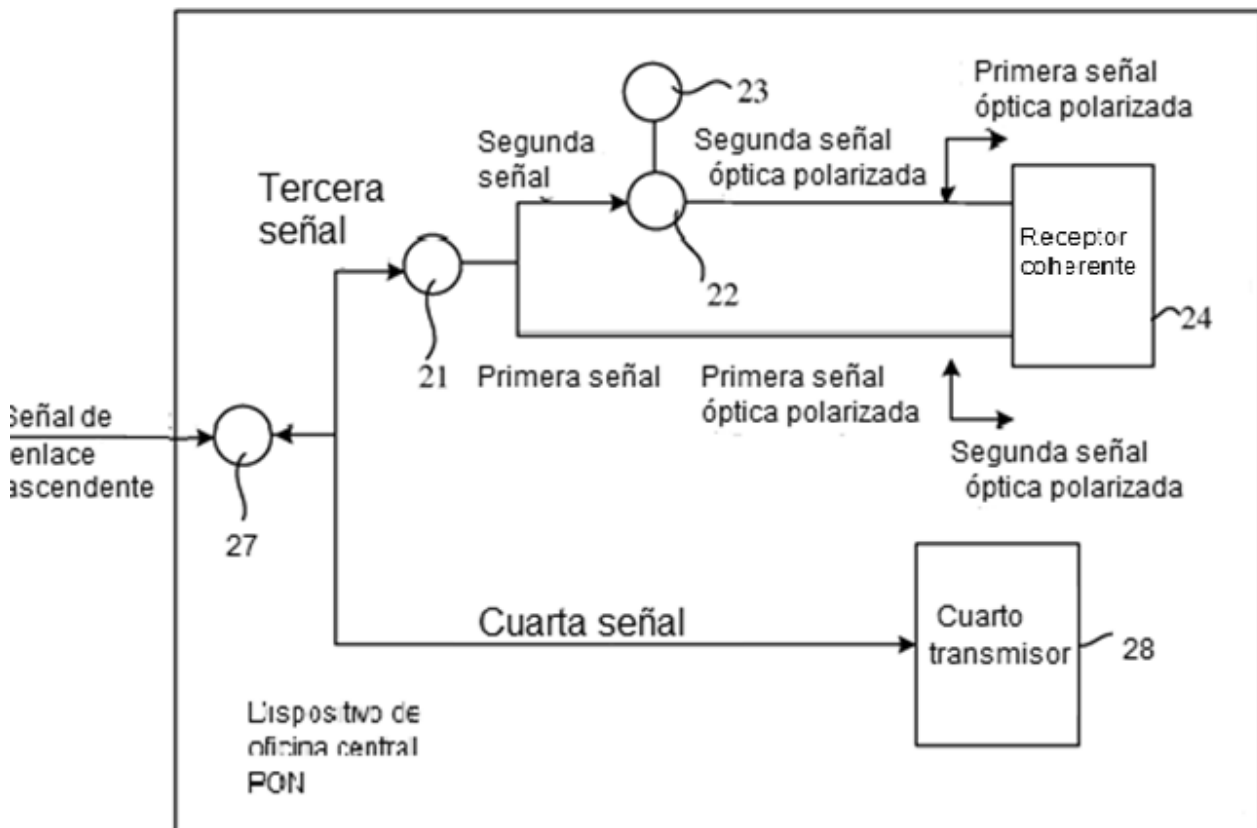 23
Primera señal
óptica polarizada
Segunda
señal
Segunda señal
óptica polarizada
Tercera
señal
Receptor
coherente
22
24
21
Primera señal
Primera señal
óptica polarizada
Señal de
enlace
ascendente
Segunda señal
óptica polarizada
27
Cuarta señal
Cuarto
transmisor
28
Dispositivo de
oficina central
PON